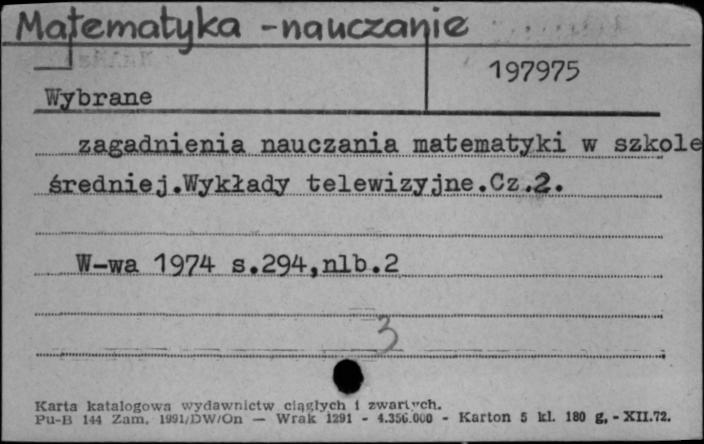 Matematyka - nauczanie
197975
Wybrane
zagadnienia nauczania matematyki w szkole
średniej.Wykłady telewizyjne.Cz.2.
W-wa 1974 s.294,nlb.2
3
Karta katalogowa wydawnictw ciągłych i zwartych.
Pu-B 144 Zam. 1991/DW/On — Wrak 1291 - 4.356.000 - Karton 5 kl. 180 g. - XII.72.